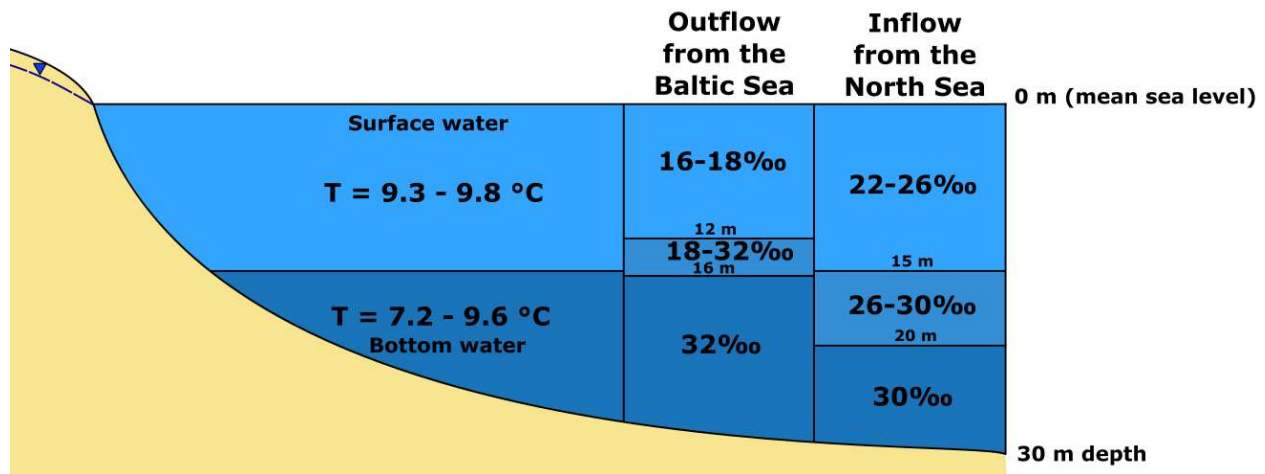 Outflow
from the
Baltic Sea
Inflow
from the
North Sea
0 m (mean sea level)
Surface water
T = 9.3 - 9.8 °C
16-18‰
12 m
18-32‰
16 m
32‰
22-26‰
15 m
26-30‰
20 m
30‰
T = 7.2 - 9.6 °C
Bottom water
30 m depth